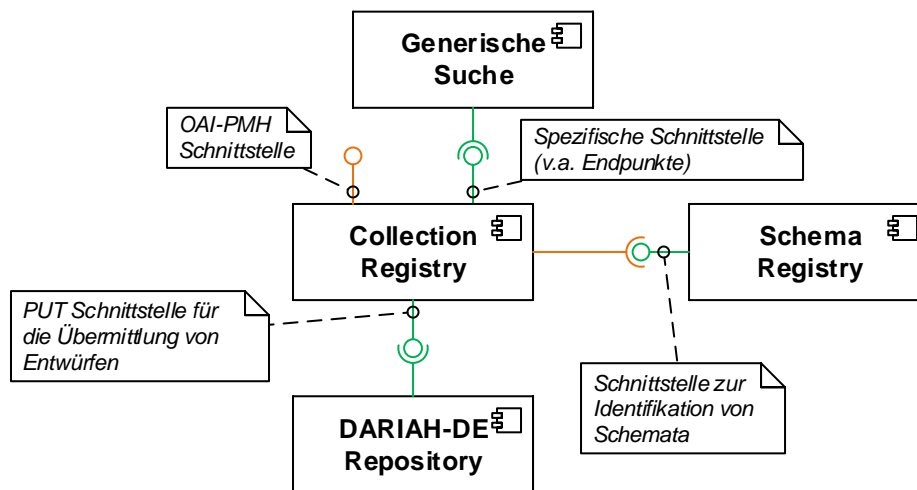 Generische
Suche
OAI-PMH
Schnittstelle
Spezifische Schnittstelle
(v.a. Endpunkte)
Collection
Registry
Schema
Registry
PUT Schnittstelle für
die Übermittlung von
Entwürfen
Schnittstelle zur
Identifikation von
Schemata
DARIAH-DE
Repository